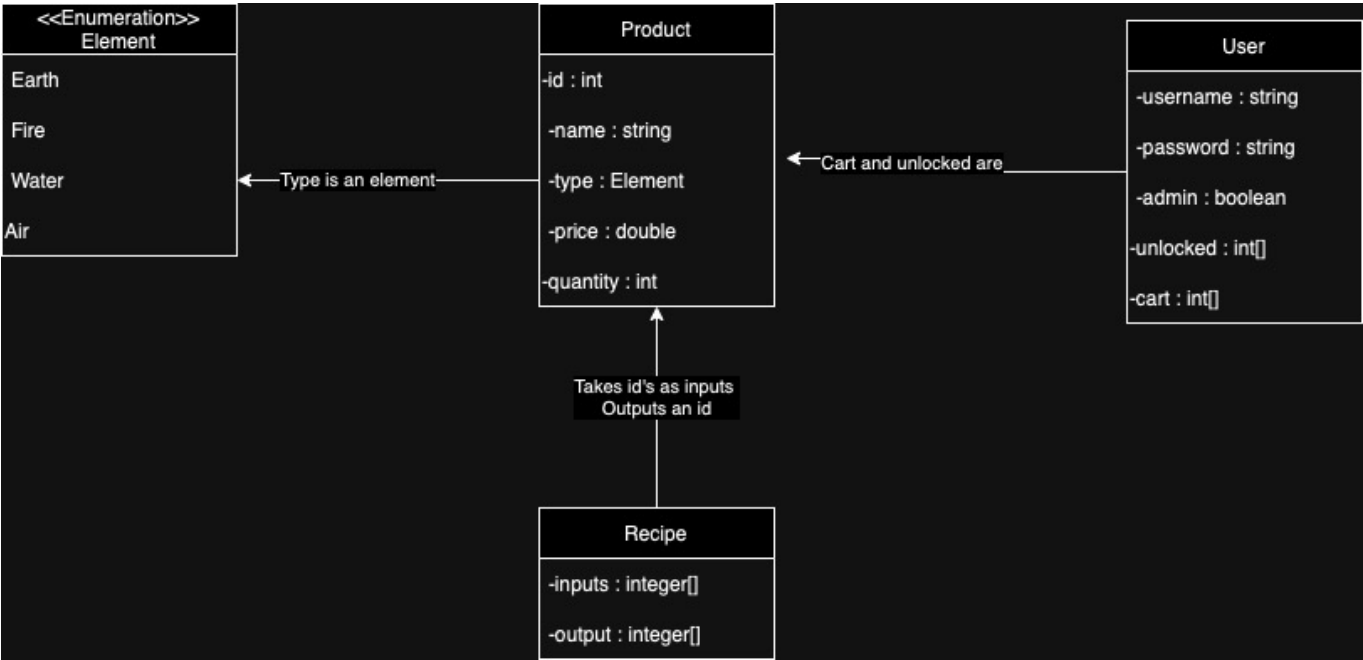 <<Enumeration>>
Element
Earth
Fire
Water
Air
Type is an element
Product
-id : int
-name : string
-type : Element
-price : double
-quantity : int
Cart and unlocked are
User
-username : string
-password : string
-admin : boolean
-unlocked : int[]
-cart : int[]
Takes id's as inputs
Outputs an id
Recipe
-inputs : integer[]
-output : integer[]